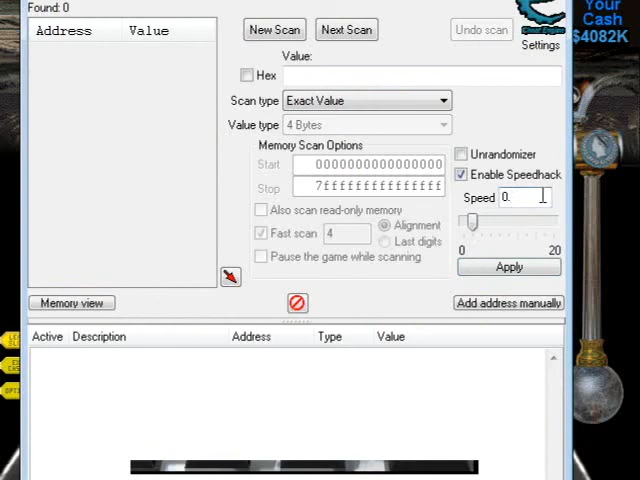 Found: 0
Your
Cash
$4082K
Address Value
New Scan Next Scan Undo scan
Settings
Value:
Hex
Scan type Exact Value
Value type 4 Bytes
Memory Scan Options
Start 0000000000000000
Stop 7fffffffffffffff
Unrandomizer
Enable Speedhack
Speed 0.
Also scan read-only memory
Fast scan 4 Alignment
Last digits
Pause the game while scanning
0 20
Apply
Memory view Add address manually
Active Description Address Type Value